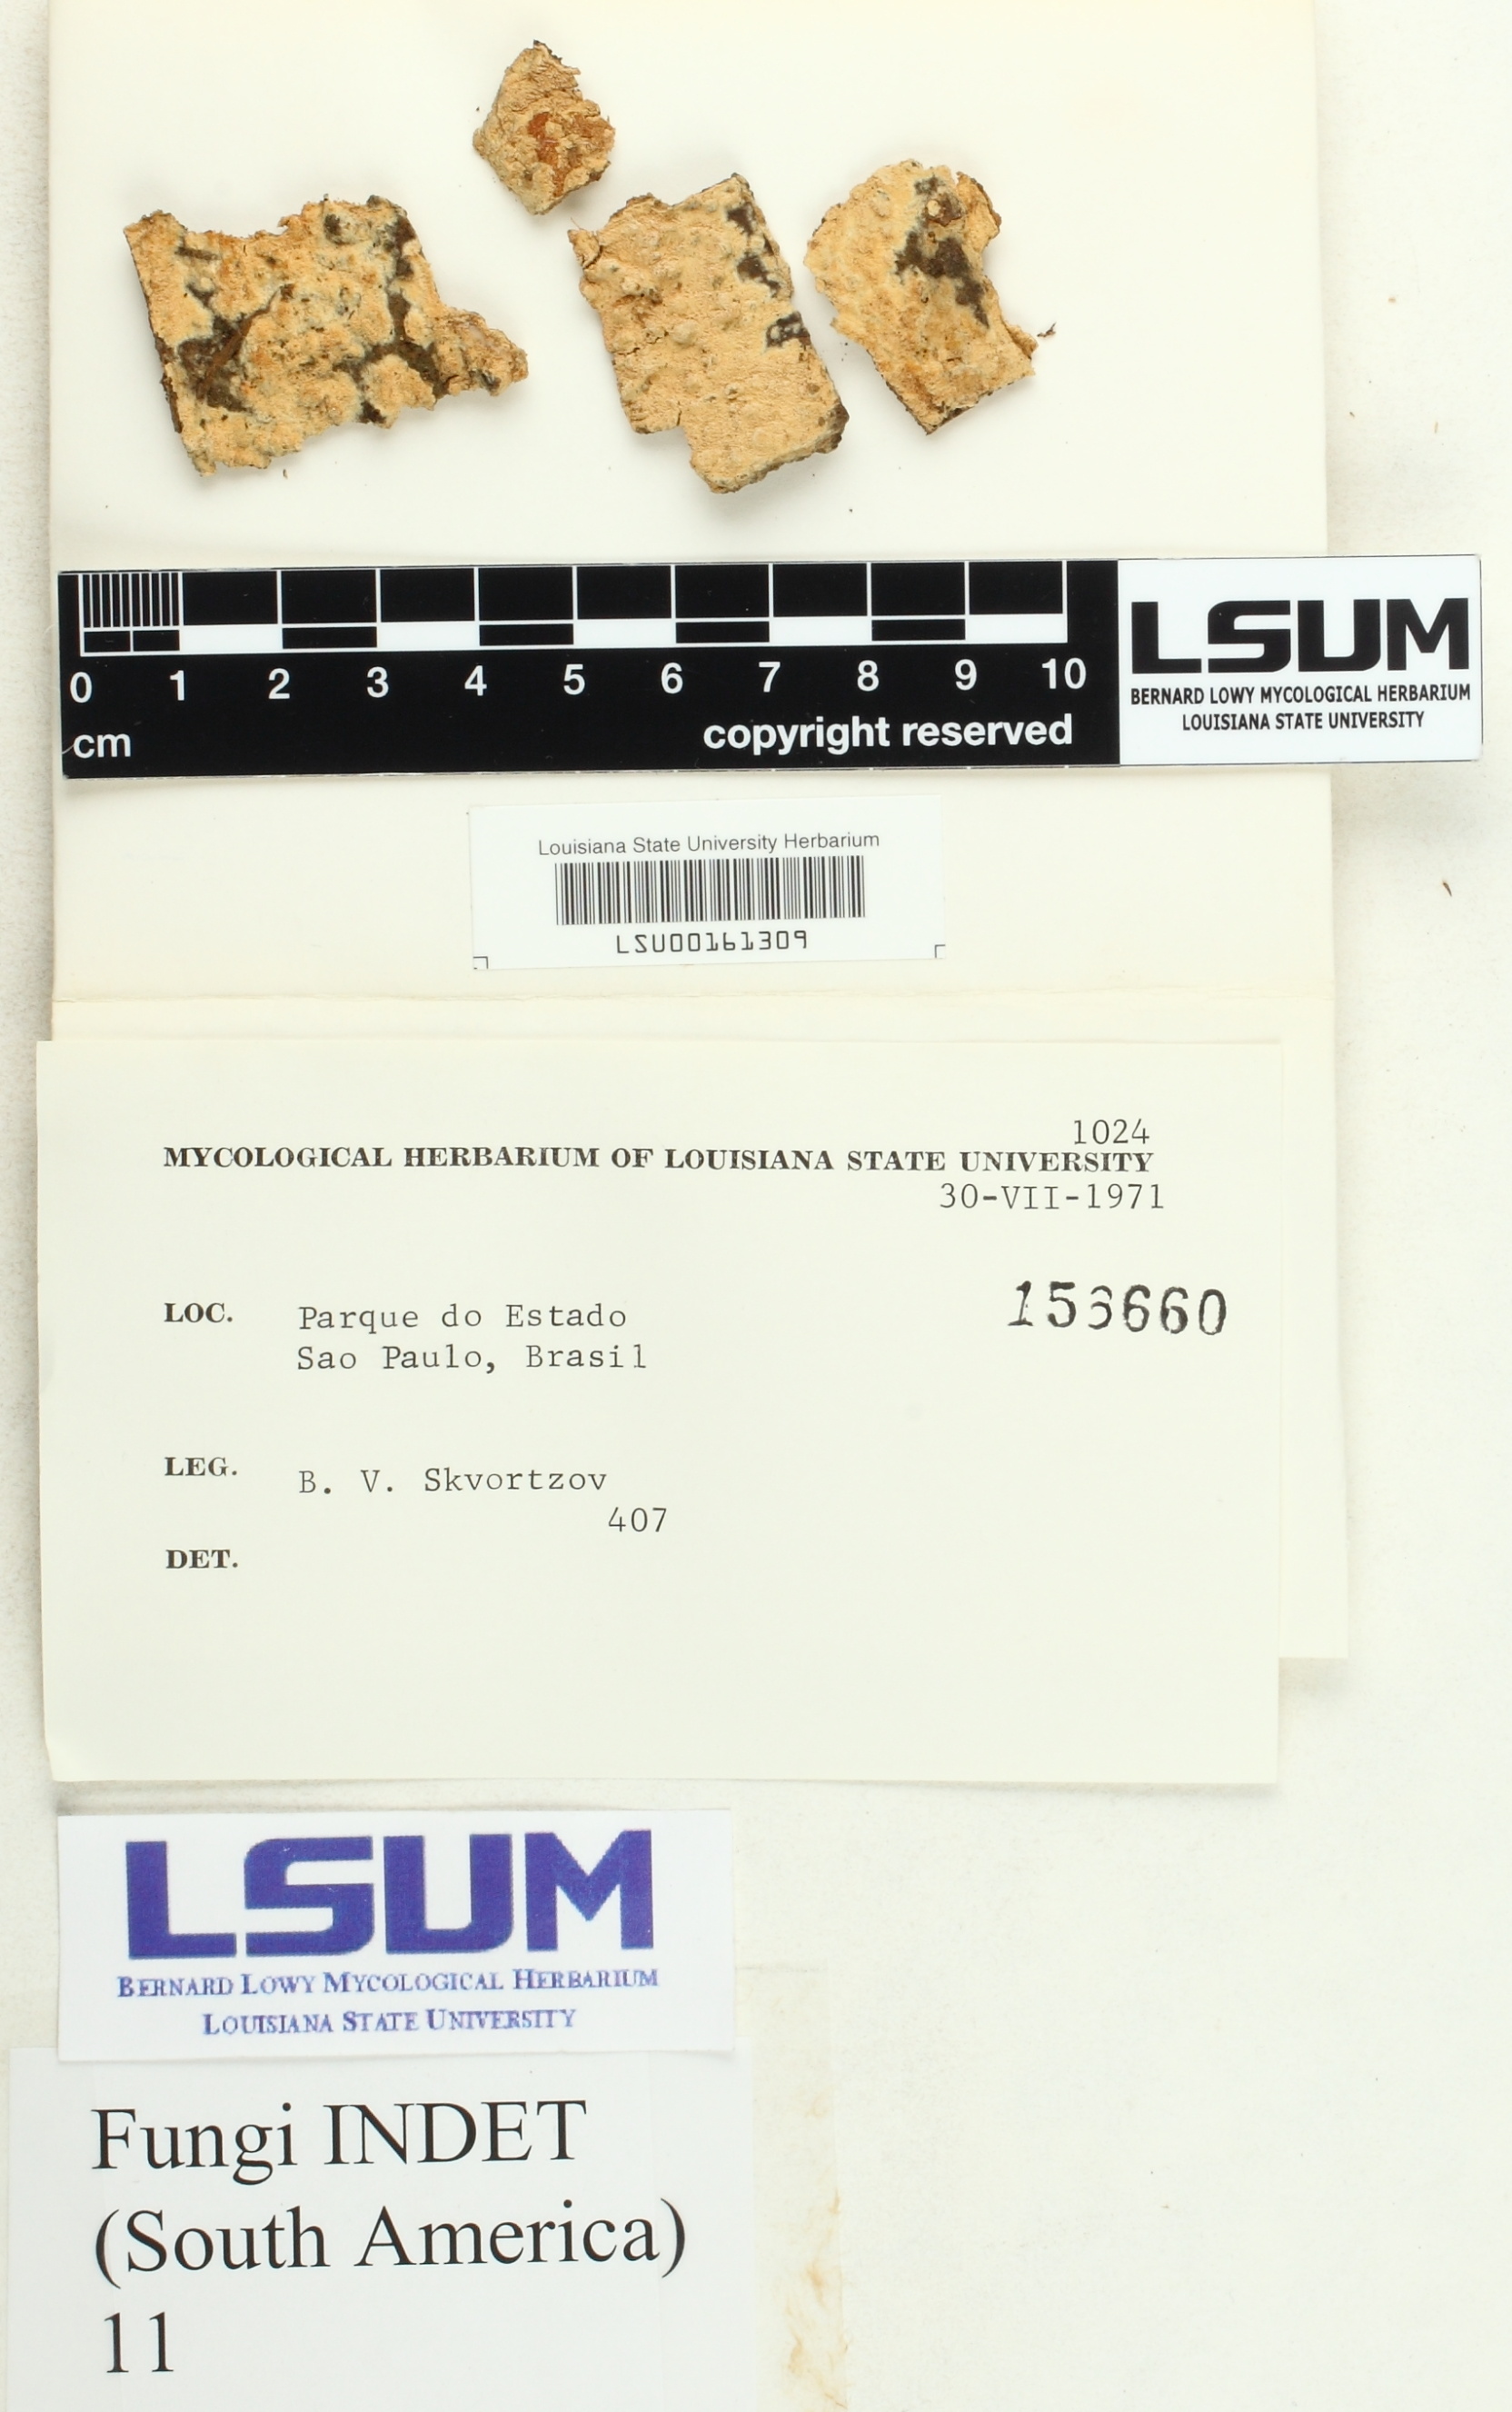 0 1 2 3 4 5 6 7 8 9 10
cm
copyright reserved
LSUM
BERNARD LOWY MYCOLOGICAL HERBARIUM
LOUISIANA STATE UNIVERSITY
Louisiana State University Herbarium
LSU00161309
1024
MYCOLOGICAL HERBARIUM OF LOUISIANA STATE UNIVERSITY
30-VII-1971
153660
LOC. Parque do Estado
Sao Paulo, Brasil
LEG. B. V. Skvortzov
407
DET.
LSUM
BERNARD LOWY MYCOLOGICAL HERBARIUM
LOUISIANA STATE UNIVERSITY
Fungi INDET
(South America)
11